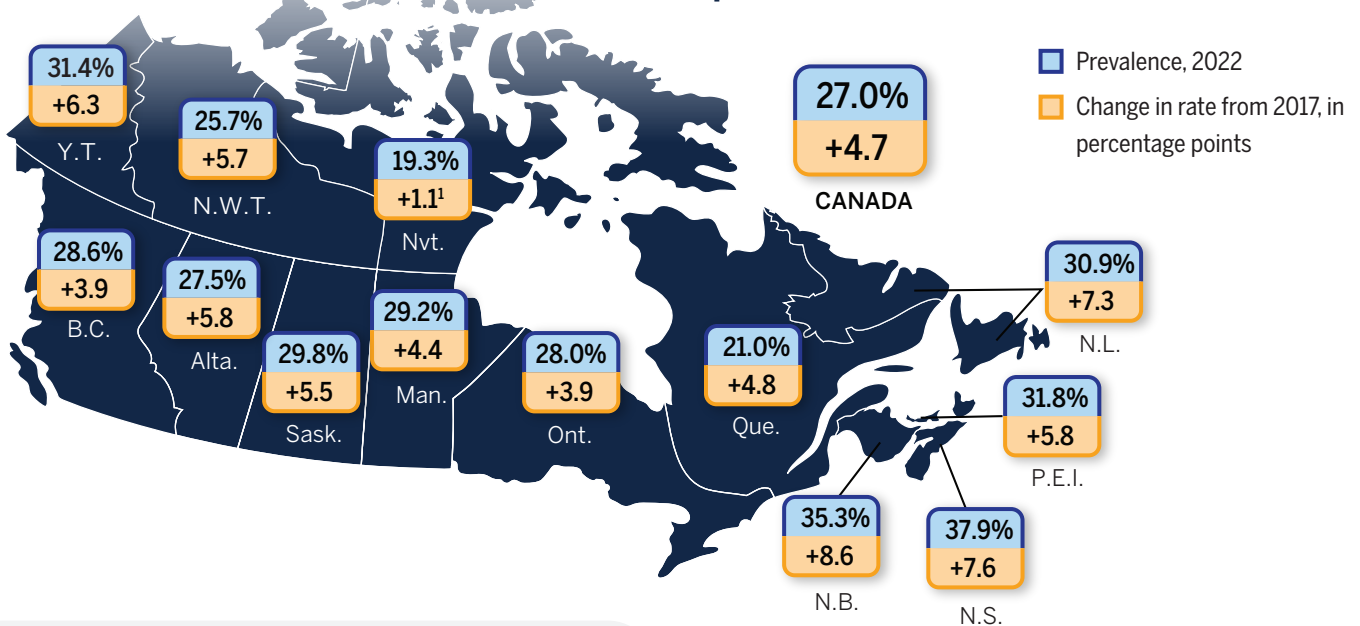 Prevalence, 2022
Change in rate from 2017, in
percentage points
27.0%
+4.7
CANADA
31.4%
+6.3
Y.T.
25.7%
+5.7
N.W.T.
19.3%
+1.1¹
Nvt.
28.6%
+3.9
B.C.
27.5%
+5.8
Alta.
29.8%
+5.5
Sask.
29.2%
+4.4
Man.
28.0%
+3.9
Ont.
21.0%
+4.8
Que.
30.9%
+7.3
N.L.
31.8%
+5.8
P.E.I.
35.3%
+8.6
N.B.
37.9%
+7.6
N.S.